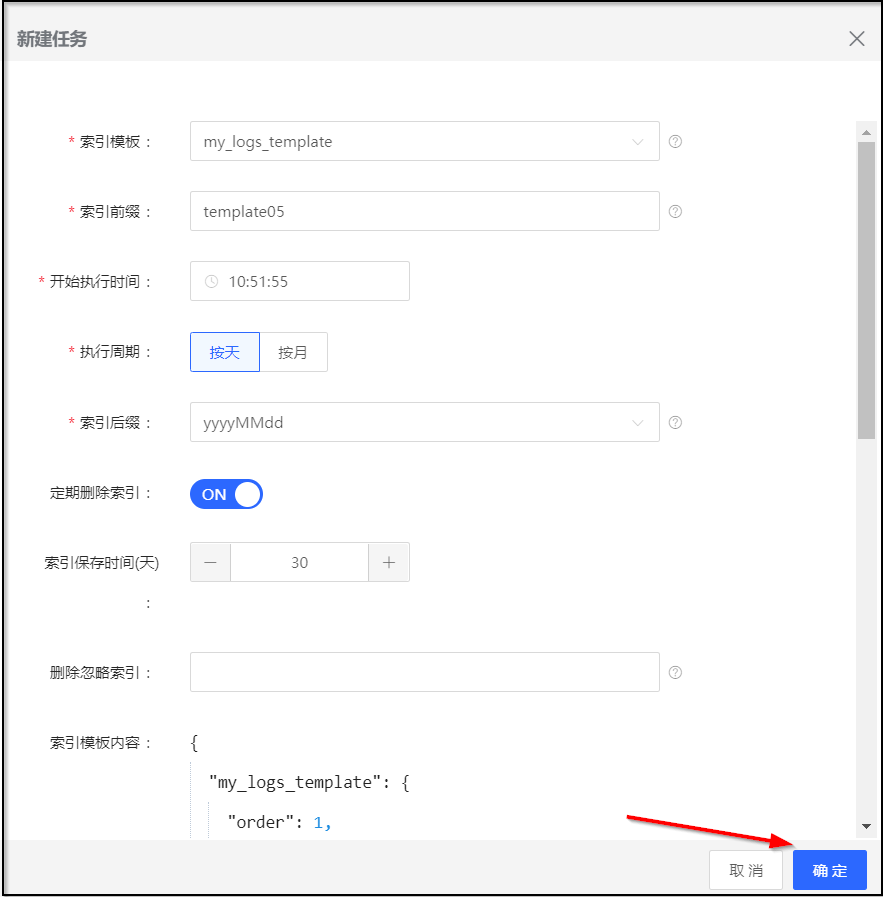 新建任务
* 索引模板：
my_logs_template
* 索引前缀：
template05
* 开始执行时间：
10:51:55
* 执行周期：
按天 按月
* 索引后缀：
yyyyMMdd
定期删除索引：
ON
索引保存时间(天)
：
30
删除忽略索引：
索引模板内容：
{
"my_logs_template": {
"order": 1,
取消 确定